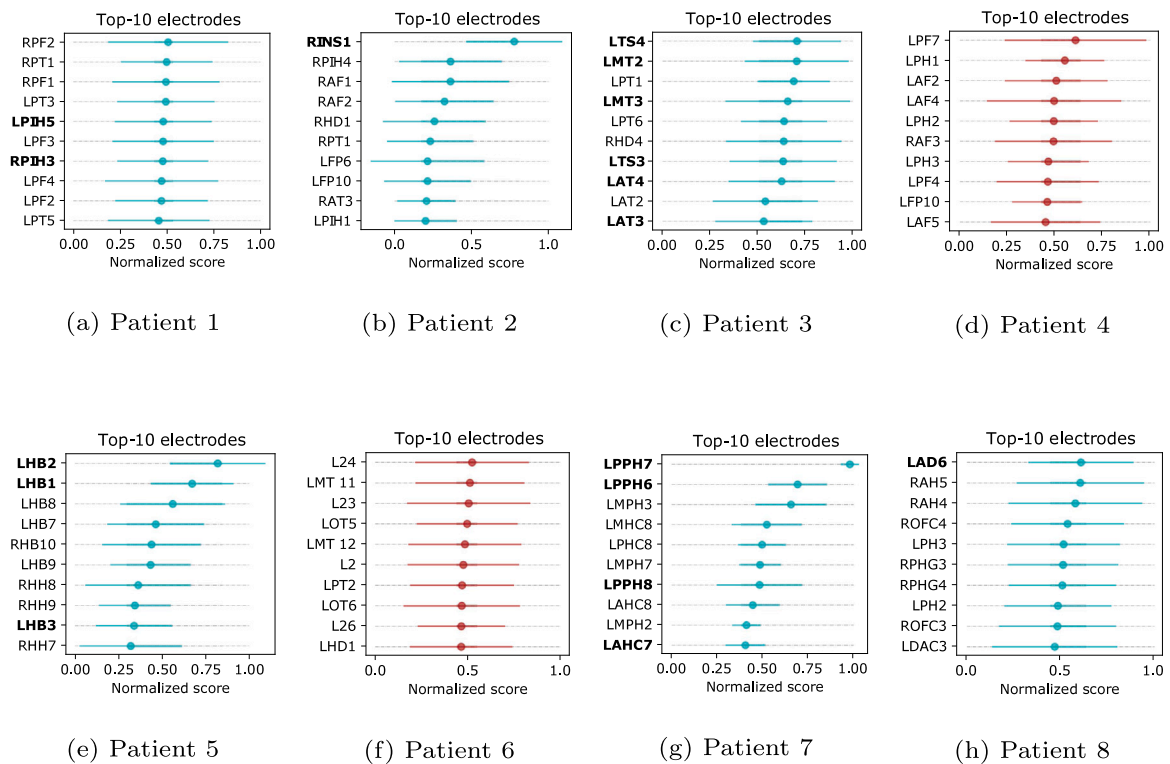 Top-10 electrodes
RPF2
RPT1
RPF1
LPT3
LPIH5
LPF3
RPIH3
LPF4
LPF2
LPT5
0.00 0.25 0.50 0.75 1.00
Normalized score
(a) Patient 1
Top-10 electrodes
RINS1
RPIH4
RAF1
RAF2
RHD1
RPT1
LFP6
LFP10
RAT3
LPIH1
0.0 0.5 1.0
Normalized score
(b) Patient 2
Top-10 electrodes
LTS4
LMT2
LPT1
LMT3
LPT6
RHD4
LTS3
LAT4
LAT2
LAT3
0.00 0.25 0.50 0.75 1.00
Normalized score
(c) Patient 3
Top-10 electrodes
LPF7
LPH1
LAF2
LAF4
LPH2
RAF3
LPH3
LPF4
LFP10
LAF5
0.00 0.25 0.50 0.75 1.00
Normalized score
(d) Patient 4
Top-10 electrodes
LHB2
LHB1
LHB8
LHB7
RHB10
LHB9
RHH8
RHH9
LHB3
RHH7
0.0 0.5 1.0
Normalized score
(e) Patient 5
Top-10 electrodes
L24
LMT 11
L23
LOT5
LMT 12
L2
LPT2
LOT6
L26
LHD1
0.0 0.5 1.0
Normalized score
(f) Patient 6
Top-10 electrodes
LPPH7
LPPH6
LMPH3
LMHC8
LPHC8
LMPH7
LPPH8
LAHC8
LMPH2
LAHC7
0.00 0.25 0.50 0.75 1.00
Normalized score
(g) Patient 7
Top-10 electrodes
LAD6
RAH5
RAH4
ROFC4
LPH3
RPHG3
RPHG4
LPH2
ROFC3
LDAC3
0.0 0.5 1.0
Normalized score
(h) Patient 8